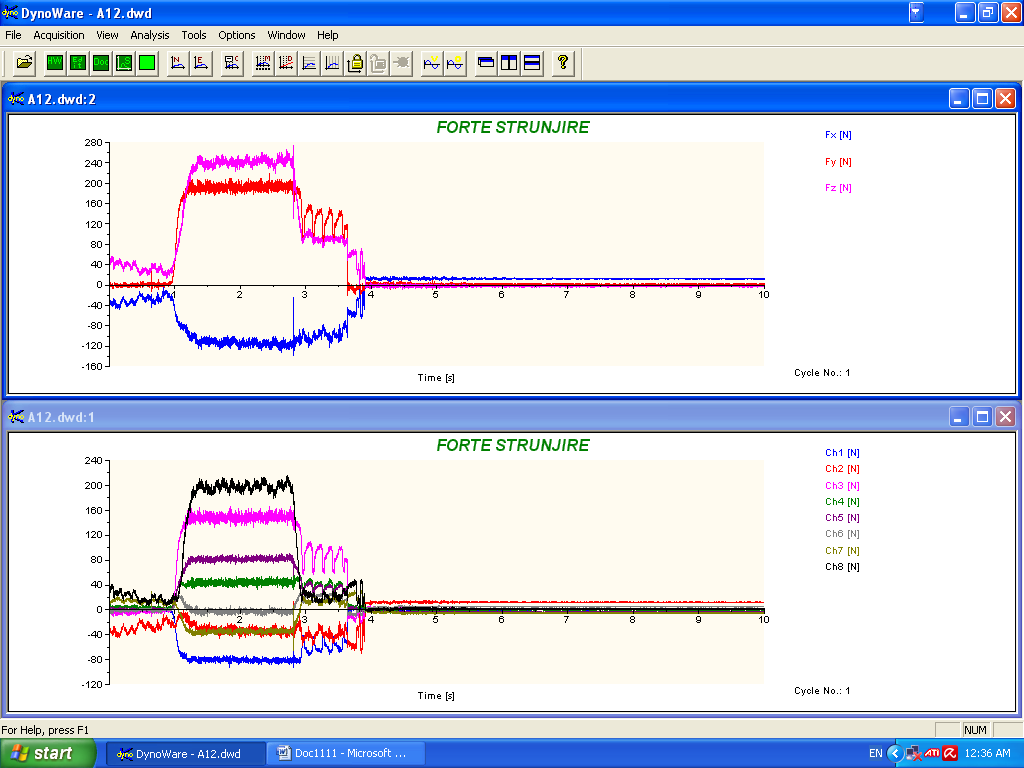 DynoWare - A12.dwd
File Acquisition View Analysis Tools Options Window Help
A12.dwd:2
FORTE STRUNJIRE
280
240
200
160
120
80
40
0
-40
-80
-120
-160
2 3 4 5 6 7 8 9 10
Time [s]
Fx [N]
Fy [N]
Fz [N]
Cycle No.: 1
A12.dwd:1
FORTE STRUNJIRE
240
200
160
120
80
40
0
-40
-80
-120
2 3 4 5 6 7 8 9 10
Time [s]
Ch1 [N]
Ch2 [N]
Ch3 [N]
Ch4 [N]
Ch5 [N]
Ch6 [N]
Ch7 [N]
Ch8 [N]
Cycle No.: 1
For Help, press F1
NUM
start
DynoWare - A12.dwd
Doc1111 - Microsoft ...
EN
ATI
12:36 AM